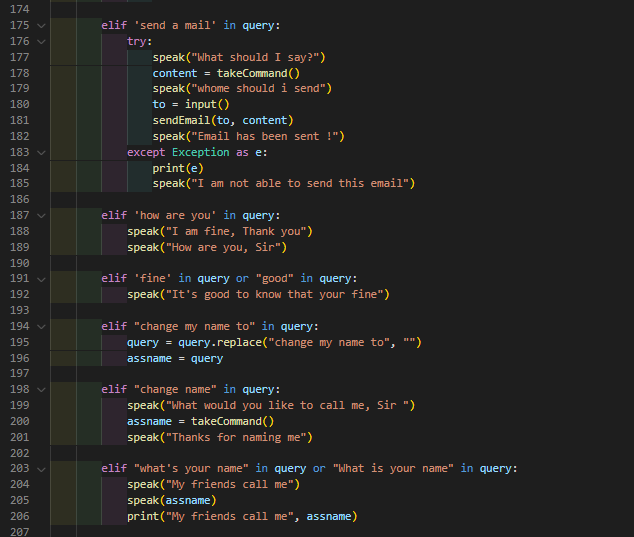 174
175 elif 'send a mail' in query:
176 try:
177 speak("What should I say?")
178 content = takeCommand()
179 speak("whome should i send")
180 to = input()
181 sendEmail(to, content)
182 speak("Email has been sent !")
183 except Exception as e:
184 print(e)
185 speak("I am not able to send this email")
186
187 elif 'how are you' in query:
188 speak("I am fine, Thank you")
189 speak("How are you, Sir")
190
191 elif 'fine' in query or "good" in query:
192 speak("It's good to know that your fine")
193
194 elif "change my name to" in query:
195 query = query.replace("change my name to", "")
196 assname = query
197
198 elif "change name" in query:
199 speak("What would you like to call me, Sir ")
200 assname = takeCommand()
201 speak("Thanks for naming me")
202
203 elif "what's your name" in query or "What is your name" in query:
204 speak("My friends call me")
205 speak(assname)
206 print("My friends call me", assname)
207